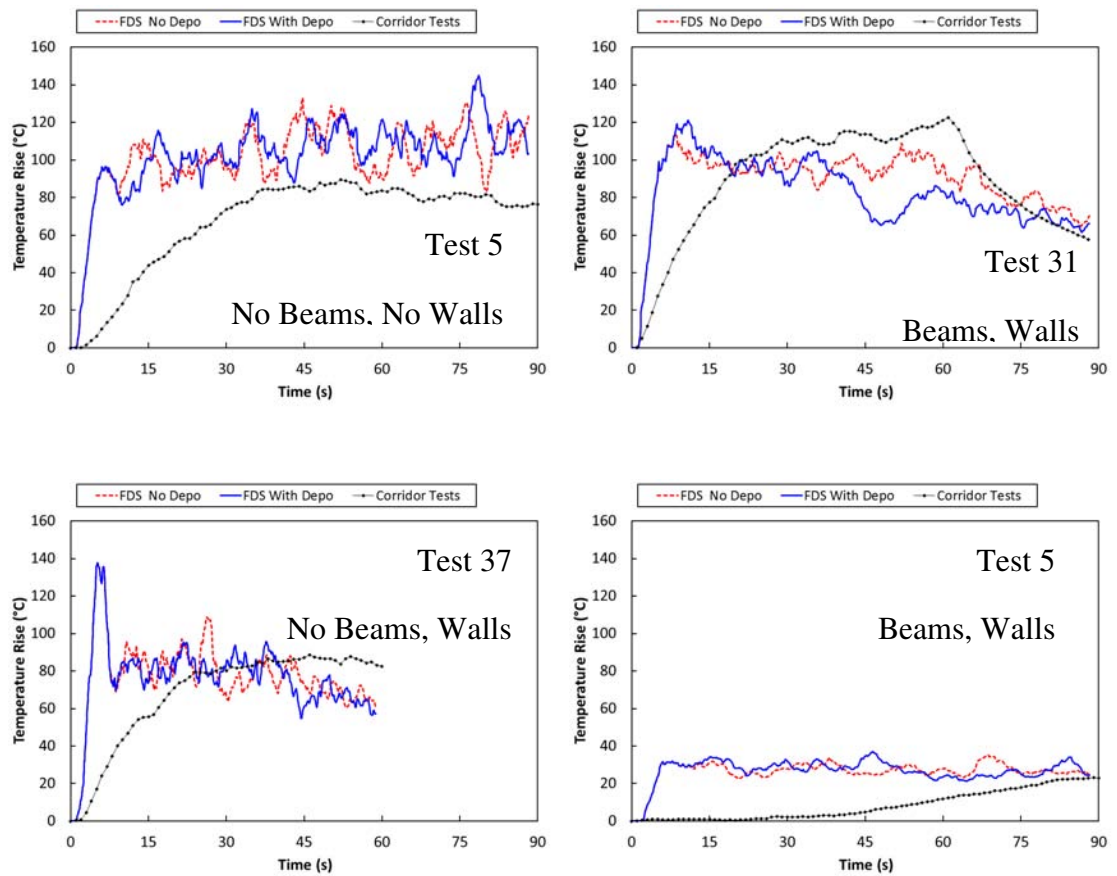 FDS No Depo FDS With Depo Corridor Tests
160
140
120
100
80
60
40
20
0
Temperature Rise (°C)
Test 5
No Beams, No Walls
0 15 30 45 60 75 90
Time (s)
FDS No Depo FDS With Depo Corridor Tests
160
140
120
100
80
60
40
20
0
Temperature Rise (°C)
Test 31
Beams, Walls
0 15 30 45 60 75 90
Time (s)
FDS No Depo FDS With Depo Corridor Tests
160
140
120
100
80
60
40
20
0
Temperature Rise (°C)
Test 37
No Beams, Walls
0 15 30 45 60 75 90
Time (s)
FDS No Depo FDS With Depo Corridor Tests
160
140
120
100
80
60
40
20
0
Temperature Rise (°C)
Test 5
Beams, Walls
0 15 30 45 60 75 90
Time (s)